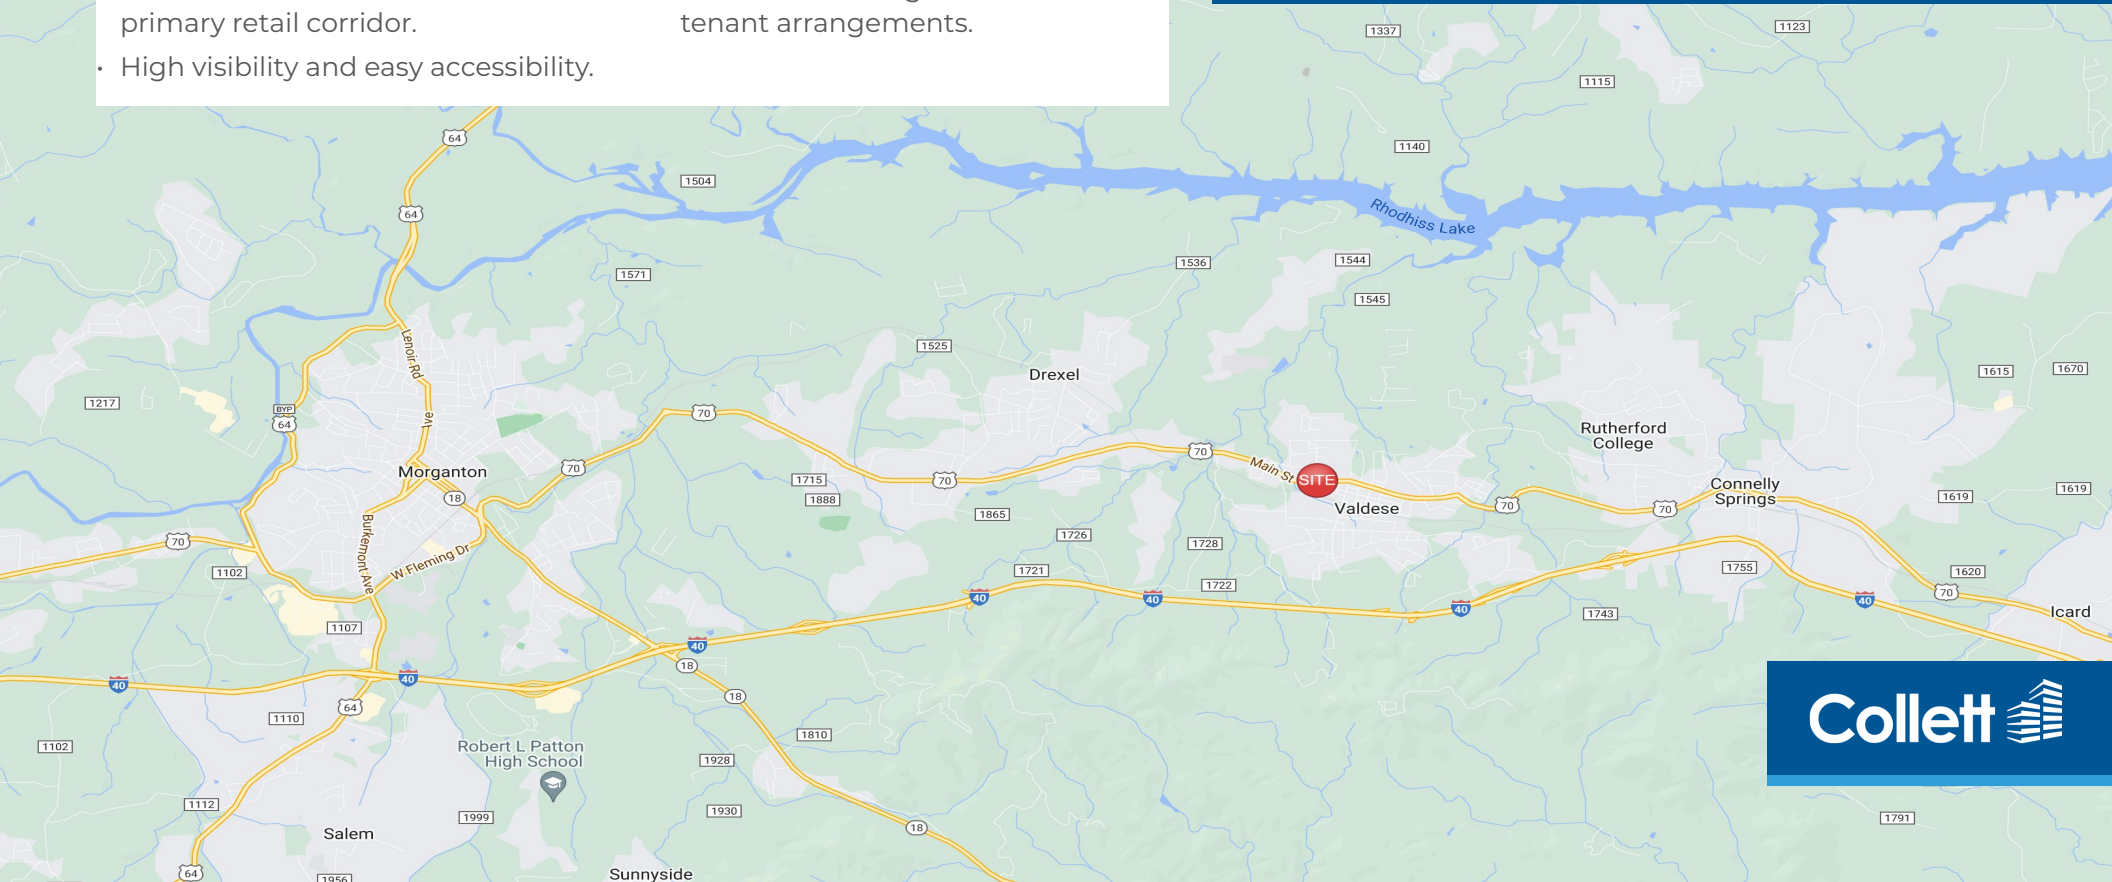 primary retail corridor.
· High visibility and easy accessibility.
tenant arrangements.
1337
1123
1115
64
1140
1504
64
Rhodhiss Lake
1571
1536
1544
1545
Lenoir Rd
1525
Drexel
1615
1670
1217
BYP
64
Ave
70
Rutherford
College
Morganton
70
70
Main St
SITE
18
1715
70
1888
Valdese
70
70
Connelly
Springs
1619
1619
1865
1726
1728
70
Burkemont Ave
W Fleming Dr
1102
1721
1722
1755
1620
40
40
40
40
70
1743
Icard
1107
40
18
40
40
18
64
1110
1102
1810
Robert L Patton
High School
1928
Collett
1112
1999
1930
18
1791
Salem
64
1956
Sunnyside